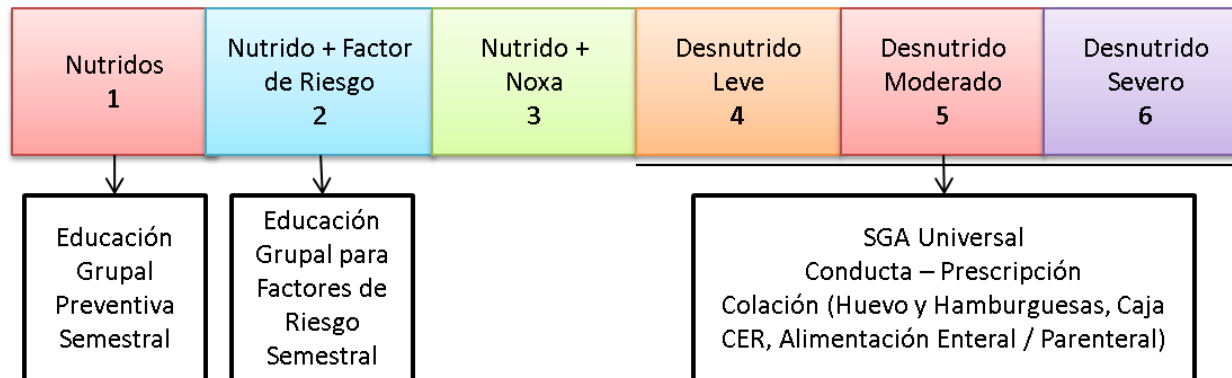 Nutridos
1
Nutrido + Factor
de Riesgo
2
Nutrido +
Noxa
3
Desnutrido
Leve
4
Desnutrido
Moderado
5
Desnutrido
Severo
6
Educación
Grupal
Preventiva
Semestral
Educación
Grupal para
Factores de
Riesgo
Semestral
SGA Universal
Conducta – Prescripción
Colación (Huevo y Hamburguesas, Caja
CER, Alimentación Enteral / Parenteral)